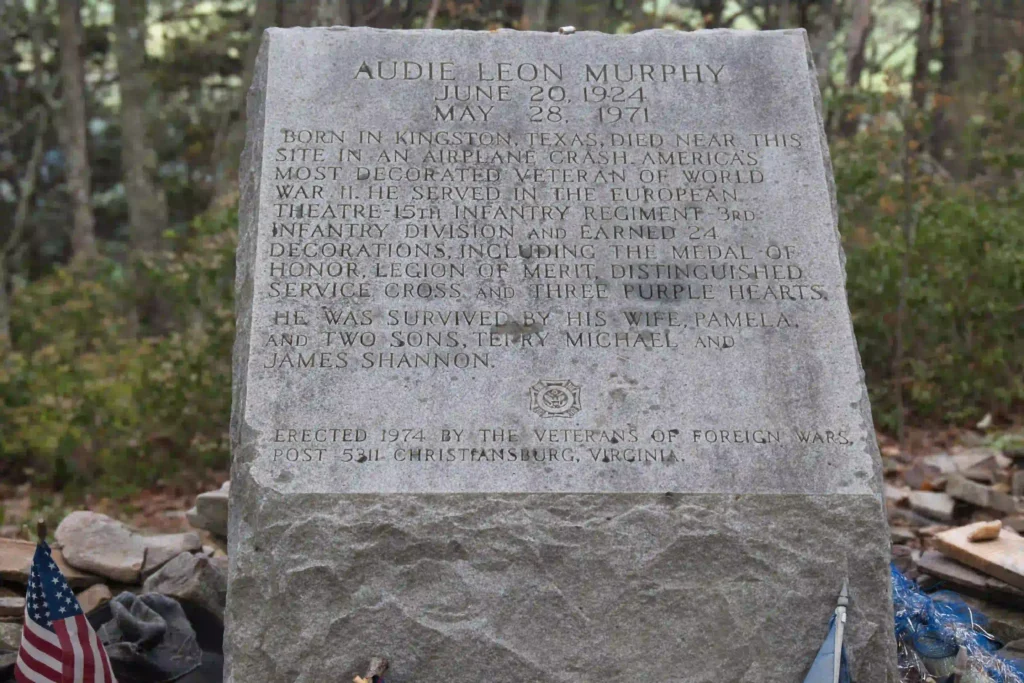 AUDIE LEON MURPHY
JUNE 20, 1924
MAY 28, 1971
BORN IN KINGSTON, TEXAS, DIED NEAR THIS
SITE IN AN AIRPLANE CRASH. AMERICA'S
MOST DECORATED VETERAN OF WORLD
WAR II. HE SERVED IN THE EUROPEAN
THEATRE-15TH INFANTRY REGIMENT 3RD
INFANTRY DIVISION AND EARNED 24
DECORATIONS, INCLUDING THE MEDAL OF
HONOR, LEGION OF MERIT, DISTINGUISHED
SERVICE CROSS AND THREE PURPLE HEARTS.
HE WAS SURVIVED BY HIS WIFE, PAMELA,
AND TWO SONS, TERRY MICHAEL AND
JAMES SHANNON.
ERECTED 1974 BY THE VETERANS OF FOREIGN WARS,
POST 5311 CHRISTIANSBURG, VIRGINIA.